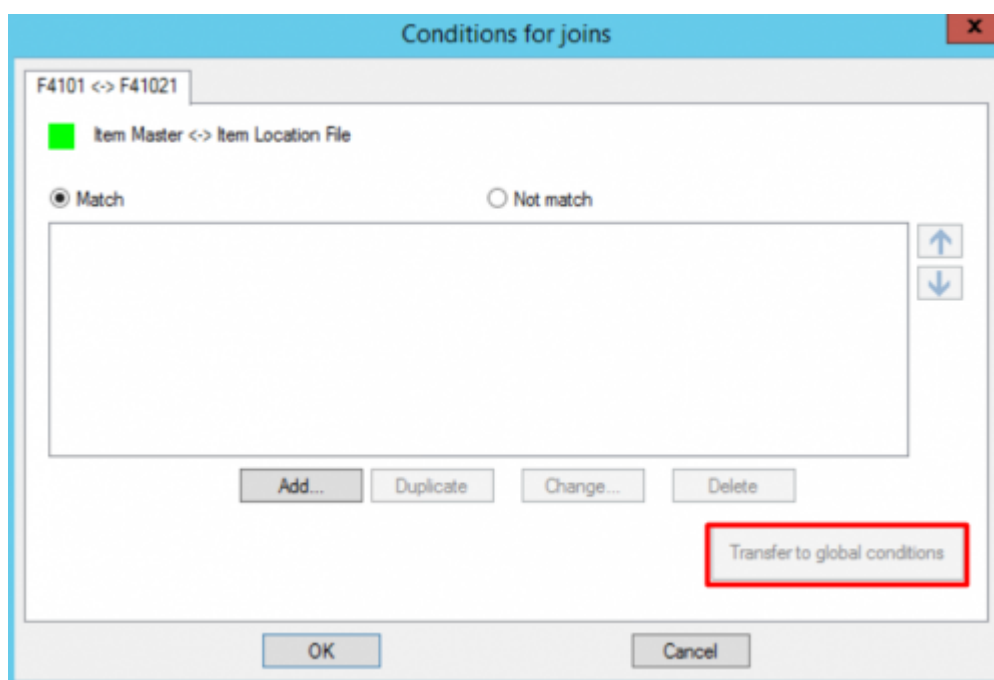 Conditions for joins
x
F4101 <-> F41021
Item Master <-> Item Location File
Match
Not match
Add...
Duplicate
Change...
Delete
Transfer to global conditions
OK
Cancel